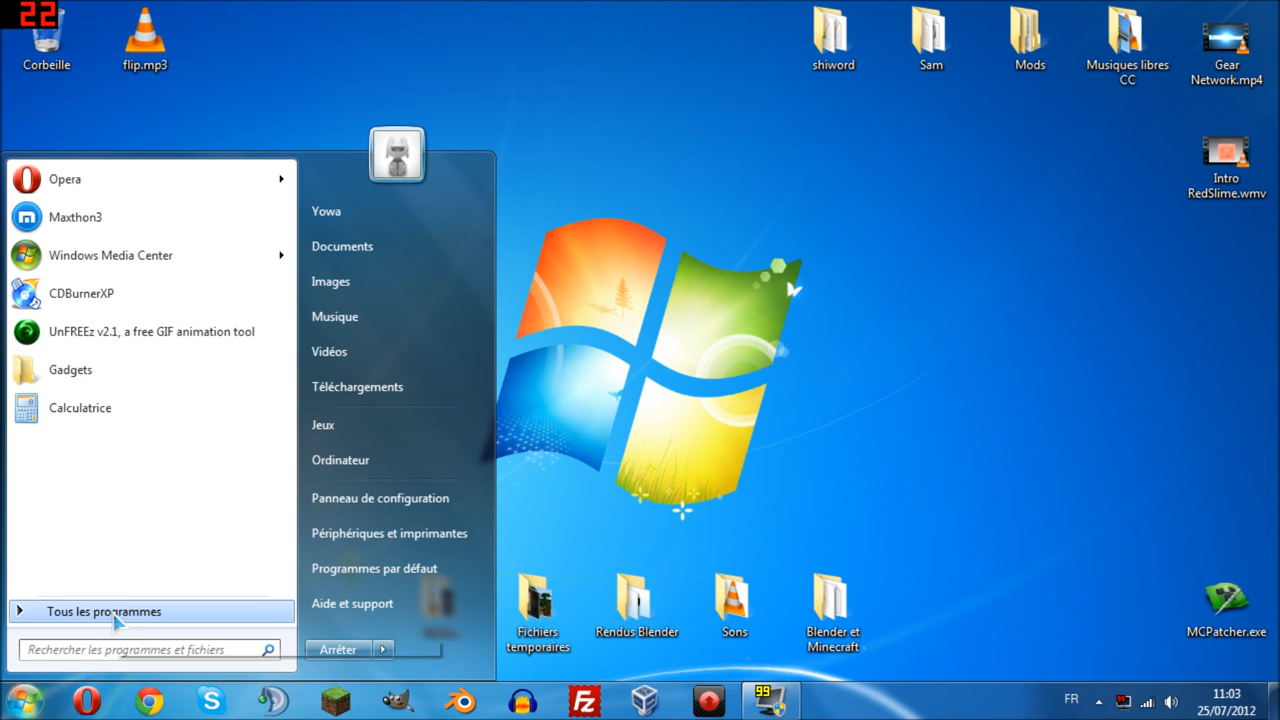 22
Corbeille
flip.mp3
shiword
Sam
Mods
Musiques libres
CC
Gear
Network.mp4
Intro
RedSlime.wmv
Opera
Maxthon3
Windows Media Center
CDBurnerXP
UnFREEz v2.1, a free GIF animation tool
Gadgets
Calculatrice
Tous les programmes
Rechercher les programmes et fichiers
Yowa
Documents
Images
Musique
Vidéos
Téléchargements
Jeux
Ordinateur
Panneau de configuration
Périphériques et imprimantes
Programmes par défaut
Aide et support
Arrêter
Fichiers
temporaires
Rendus Blender
Sons
Blender et
Minecraft
MCPatcher.exe
Fz
99
FR
11:03
25/07/2012